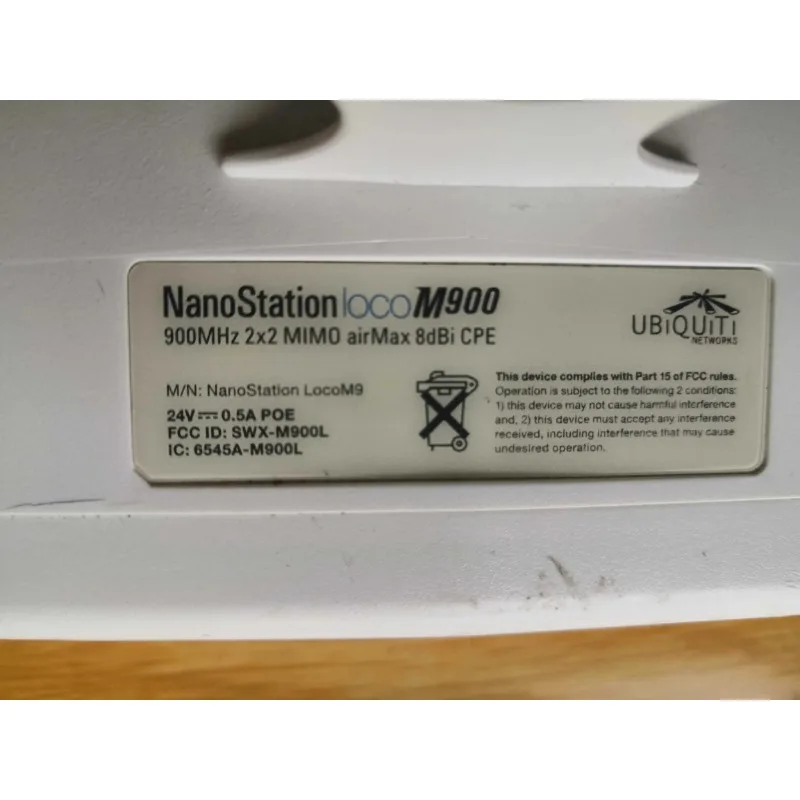 NanoStation loco M900
900MHz 2x2 MIMO airMax 8dBi CPE
UBiQUiTi
NETWORKS
M/N: NanoStation LocoM9
24V⎓0.5A POE
FCC ID: SWX-M900L
IC: 6545A-M900L
This device complies with Part 15 of FCC rules.
Operation is subject to the following 2 conditions:
1) this device may not cause harmful interference
and, 2) this device must accept any interference
received, including interference that may cause
undesired operation.